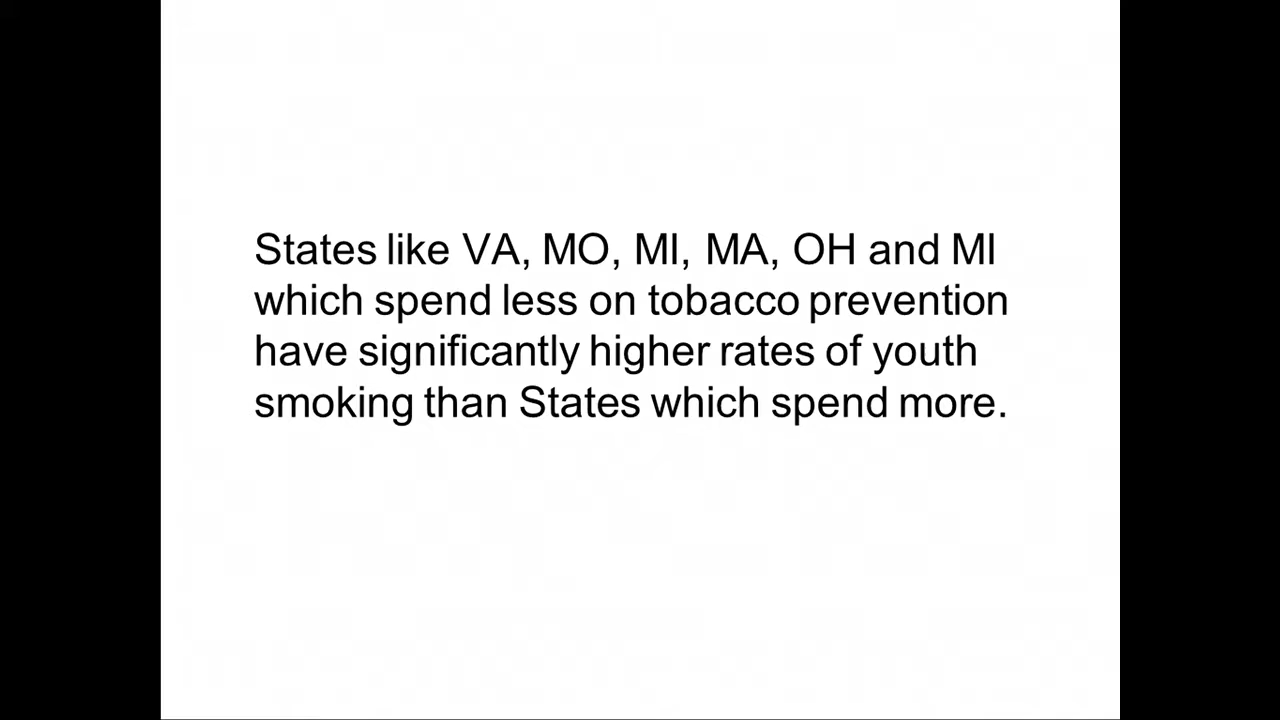 States like VA, MO, MI, MA, OH and MI
which spend less on tobacco prevention
have significantly higher rates of youth
smoking than States which spend more.